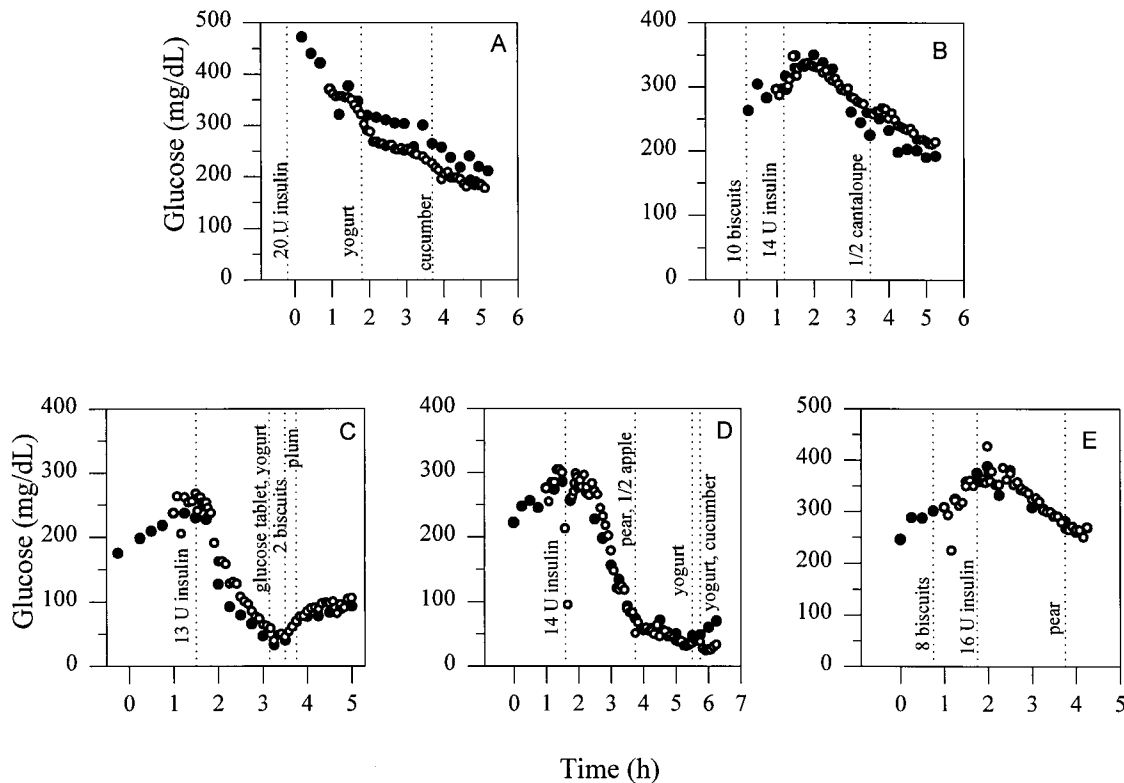 Glucose (mg/dL)
500
400
300
200
100
0
A
20 U insulin
yogurt
cucumber
0 1 2 3 4 5 6
400
300
200
100
0
B
10 biscuits
14 U insulin
1/2 cantaloupe
0 1 2 3 4 5 6
Glucose (mg/dL)
400
300
200
100
0
C
13 U insulin
glucose tablet, yogurt
2 biscuits
plum
0 1 2 3 4 5
400
300
200
100
0
D
14 U insulin
pear, 1/2 apple
yogurt
yogurt, cucumber
0 1 2 3 4 5 6 7
500
400
300
200
100
0
E
8 biscuits
16 U insulin
pear
0 1 2 3 4 5
Time (h)